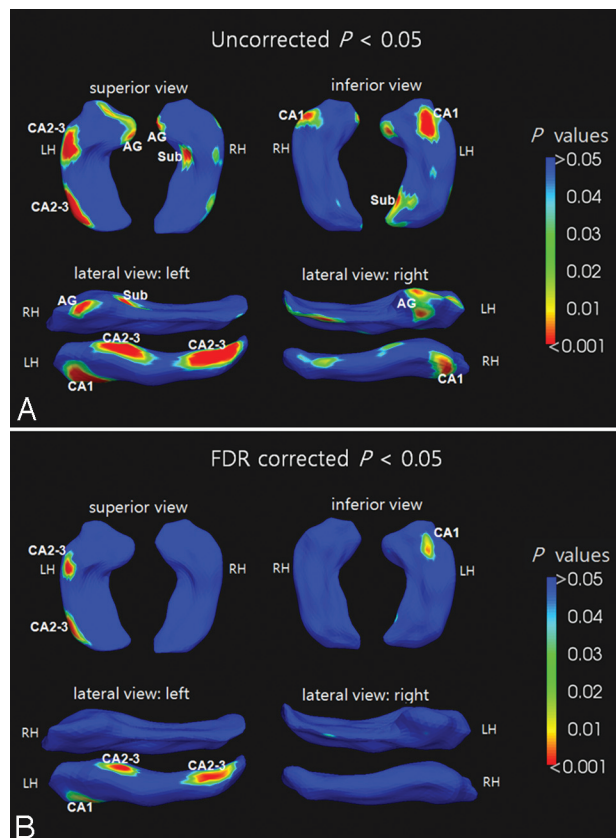 Uncorrected P < 0.05
superior view
inferior view
CA2-3
AG
AG
CA1
CA1
LH
Sub
RH
RH
LH
CA2-3
Sub
P values
>0.05
0.04
0.03
0.02
0.01
<0.001
lateral view: left
lateral view: right
AG
Sub
AG
RH
LH
CA2-3
CA2-3
LH
RH
CA1
CA1
A
FDR corrected P < 0.05
superior view
inferior view
CA2-3
CA1
LH
RH
RH
LH
CA2-3
P values
>0.05
0.04
0.03
0.02
0.01
<0.001
lateral view: left
lateral view: right
RH
LH
CA2-3
CA2-3
LH
RH
CA1
B